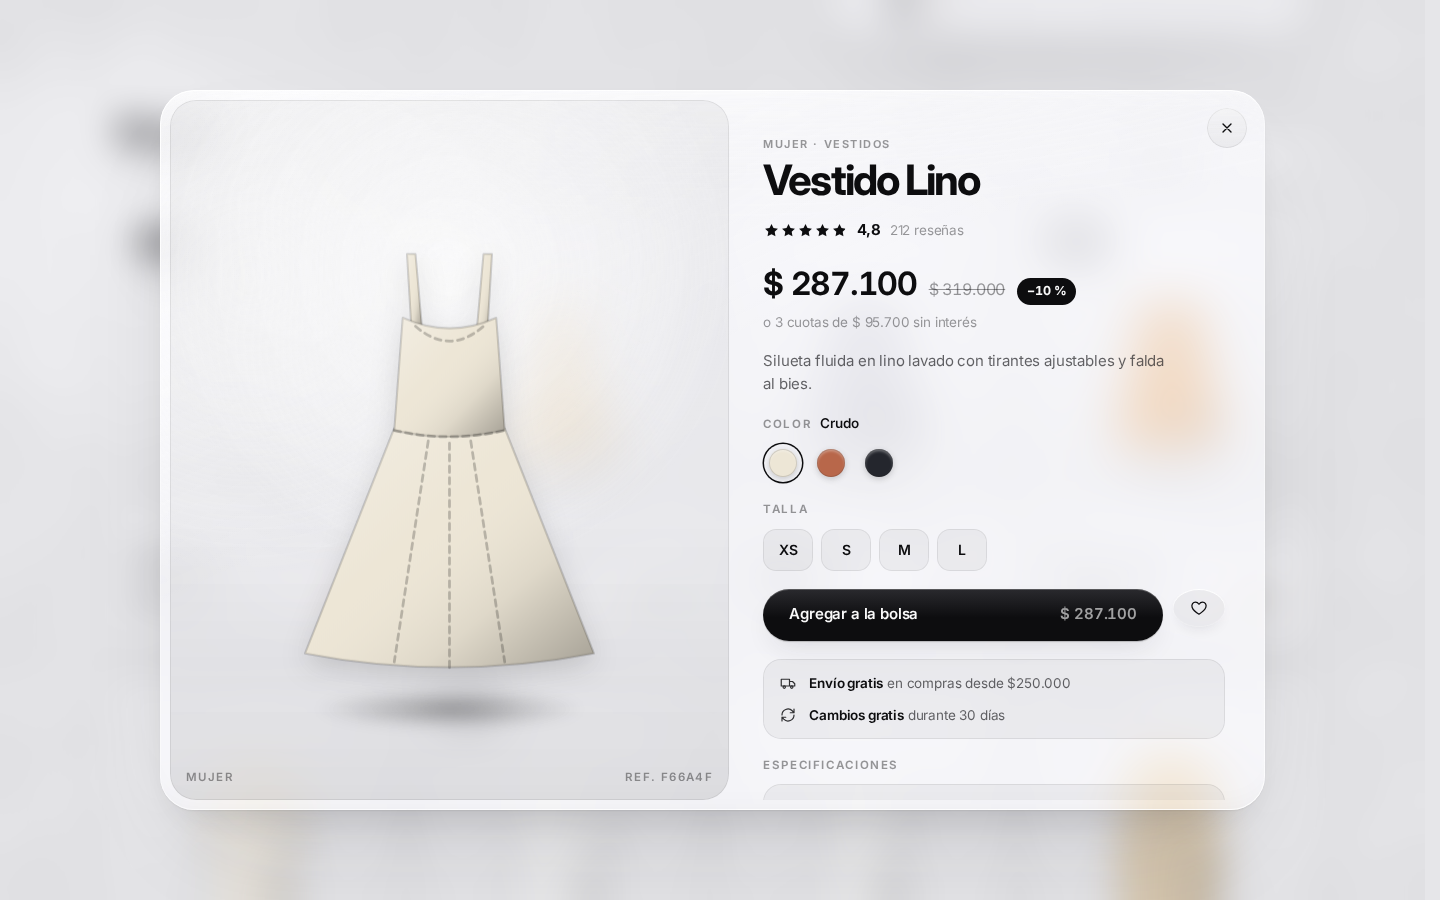 MUJER · VESTIDOS
Vestido Lino
4,8 212 reseñas
$ 287.100 $ 319.000 −10 %
o 3 cuotas de $ 95.700 sin interés
Silueta fluida en lino lavado con tirantes ajustables y falda
al bies.
COLOR Crudo
TALLA
XS S M L
Agregar a la bolsa $ 287.100
Envío gratis en compras desde $250.000
Cambios gratis durante 30 días
ESPECIFICACIONES
MUJER REF. F66A4F